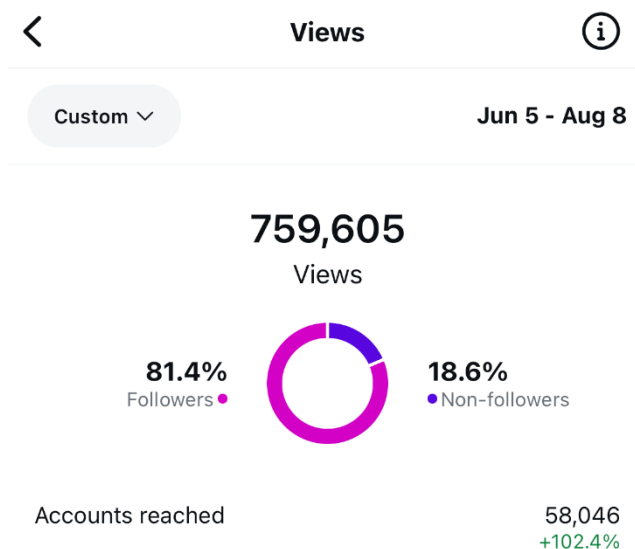 Views
Custom
Jun 5 - Aug 8
759,605
Views
81.4%
Followers
18.6%
Non-followers
Accounts reached
58,046
+102.4%